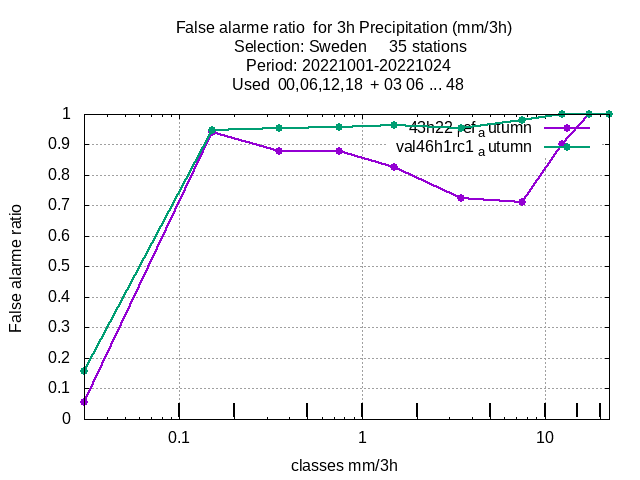 False alarme ratio  for 3h Precipitation (mm/3h)
Selection: Sweden     35 stations
Period: 20221001-20221024
Used  00,06,12,18  + 03 06 ... 48
43h22_ref_autumn
val46h1rc1_autumn
False alarme ratio
1
0.9
0.8
0.7
0.6
0.5
0.4
0.3
0.2
0.1
0
0.1 1 10
classes mm/3h